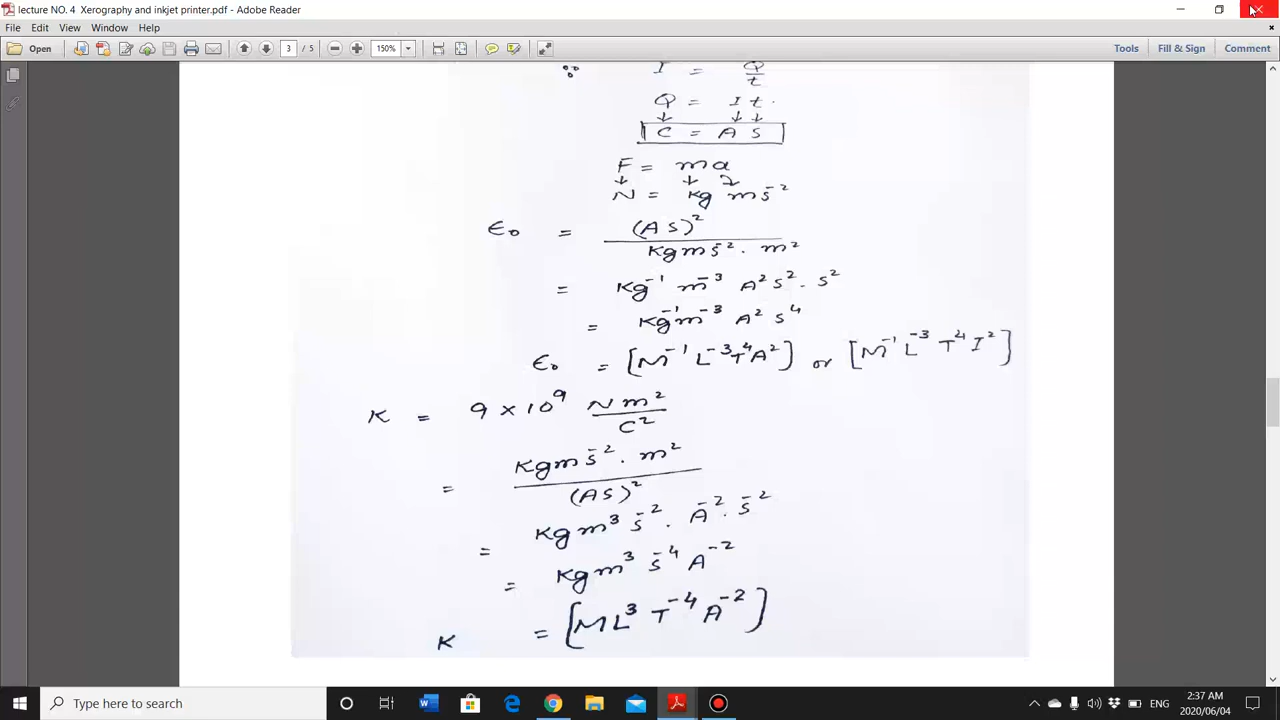 lecture NO. 4  Xerography and inkjet printer.pdf - Adobe Reader
File Edit View Window Help
Open 3 / 5 150% Tools Fill & Sign Comment
∵ I = Q/t
Q = I t.
↓ ↓ ↓
C = A S
F = ma
↓ ↓ ↓
N = kg m s⁻²
ϵ₀ = (A S)² / Kg m s⁻² . m²
= Kg⁻¹ m⁻³ A² s² . s²
= Kg⁻¹ m⁻³ A² s⁴
ϵ₀ = [M⁻¹ L⁻³ T⁴ A²] or [M⁻¹ L⁻³ T⁴ I²]
K = 9 × 10⁹ N m² / C²
= Kg m s⁻² . m² / (AS)²
= Kg m³ s⁻² . A⁻² . s⁻²
= Kg m³ s⁻⁴ A⁻²
K = [M L³ T⁻⁴ A⁻²]
Type here to search
ENG
2:37 AM
2020/06/04